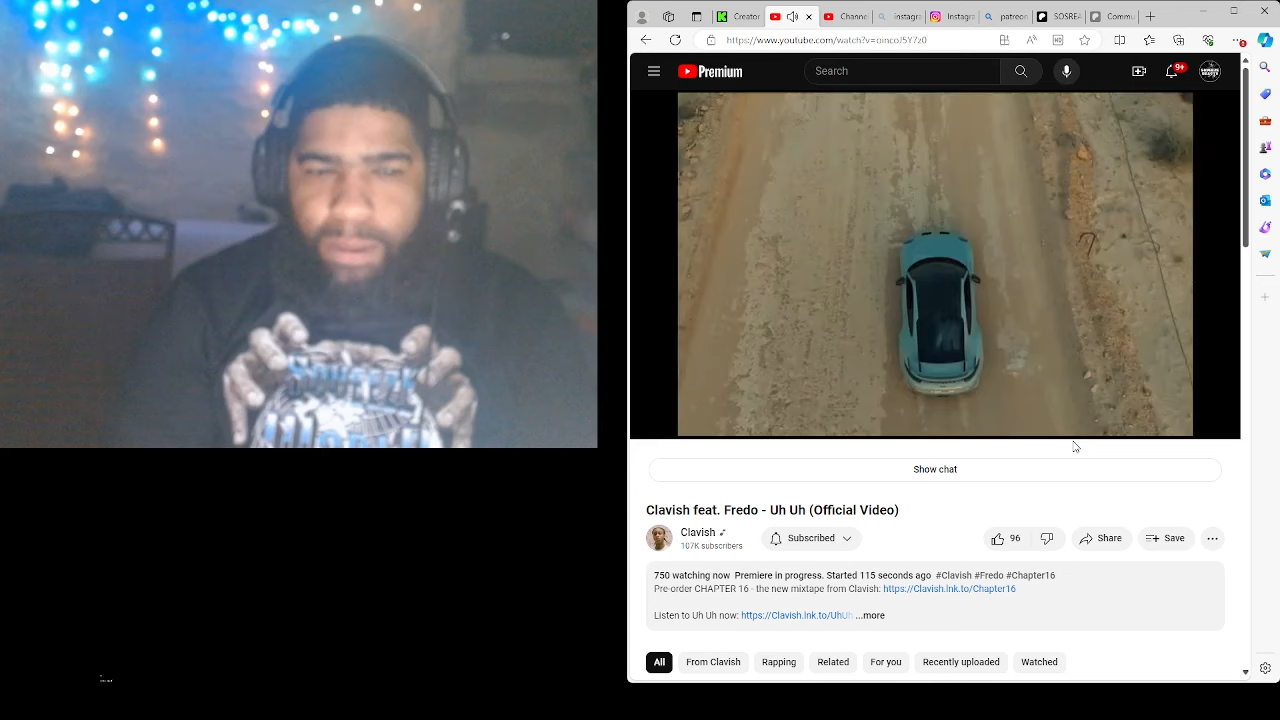 Creator
Channe
instagra
Instagra
patreon
SOSREA
Commu
https://www.youtube.com/watch?v=oincoJ5Y7z0
Premium
Search
9+
Show chat
Clavish feat. Fredo - Uh Uh (Official Video)
Clavish
107K subscribers
Subscribed
96
Share
Save
750 watching now Premiere in progress. Started 115 seconds ago #Clavish #Fredo #Chapter16
Pre-order CHAPTER 16 - the new mixtape from Clavish: https://Clavish.lnk.to/Chapter16
Listen to Uh Uh now: https://Clavish.lnk.to/UhUh ...more
All
From Clavish
Rapping
Related
For you
Recently uploaded
Watched